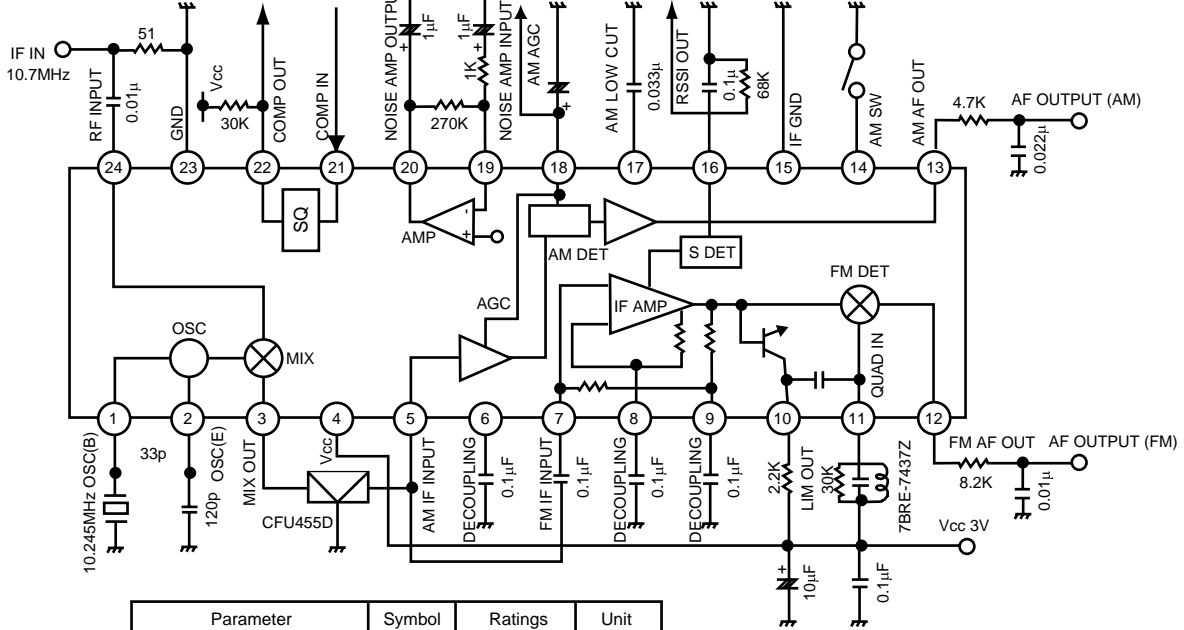 IF IN
10.7MHz
51
RF INPUT
0.01µ
GND
Vcc
30K
COMP OUT
COMP IN
NOISE AMP OUTPU
1µF
+
270K
1µF
+
1K
NOISE AMP INPUT
AM AGC
+
AM LOW CUT
0.033µ
RSSI OUT
0.1µ
68K
IF GND
AM SW
AM AF OUT
4.7K
AF OUTPUT (AM)
0.022µ
24 23 22 21 20 19 18 17 16 15 14 13
SQ
AMP
-
+
AM DET
S DET
FM DET
AGC
IF AMP
OSC
MIX
QUAD IN
1 2 3 4 5 6 7 8 9 10 11 12
10.245MHz OSC(B)
33p
120p
OSC(E)
MIX OUT
Vcc
CFU455D
AM IF INPUT
DECOUPLING
0.1µF
FM IF INPUT
0.1µF
DECOUPLING
0.1µF
DECOUPLING
0.1µF
2.2K
LIM OUT
30K
7BRE-7437Z
FM AF OUT
8.2K
AF OUTPUT (FM)
0.01µ
Vcc 3V
+
10µF
0.1µF
Parameter Symbol Ratings Unit